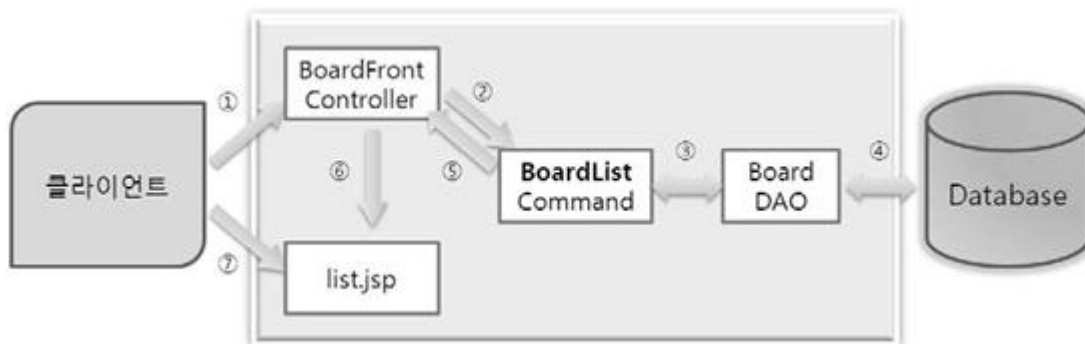 BoardFront
Controller
①
②
클라이언트
⑥
⑤
BoardList
Command
③
Board
DAO
④
Database
⑦
list.jsp